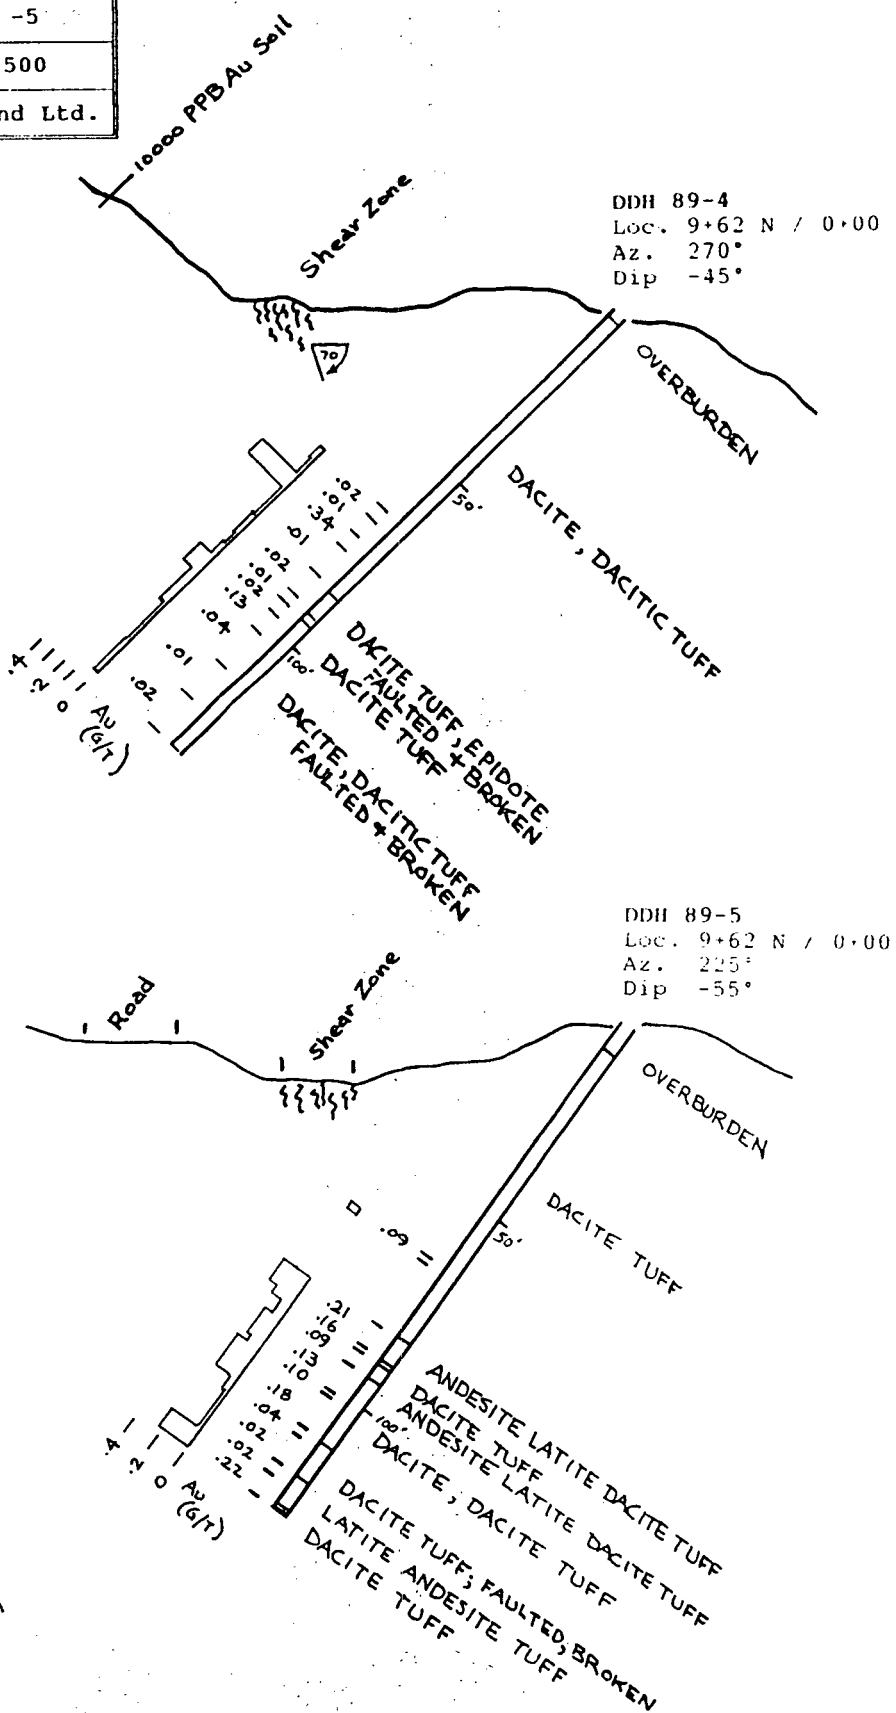 -5
500
nd Ltd.
10000 PPB Au Soil
Shear Zone
DDH 89-4
Loc. 9+62 N / 0+00
Az. 270°
Dip -45°
70
OVERBURDEN
50'
DACITE, DACITIC TUFF
.02
.01
.34
.01
.02
.01
.02
.13
.04
.01
.02
.4
.2
0
Au
(G/T)
100'
DACITE TUFF, EPIDOTE
FAULTED + BROKEN
DACITE TUFF
DACITE, DACITIC TUFF
FAULTED + BROKEN
DDH 89-5
Loc. 9+62 N / 0+00
Az. 225°
Dip -55°
Road
Shear Zone
OVERBURDEN
50'
DACITE TUFF
.09
.21
.16
.09
.13
.10
.18
.04
.02
.02
.22
.4
.2
0
Au
(G/T)
100'
ANDESITE LATITE DACITE TUFF
DACITE TUFF
ANDESITE LATITE DACITE TUFF
DACITE, DACITE TUFF
DACITE TUFF; FAULTED, BROKEN
LATITE ANDESITE TUFF
DACITE TUFF